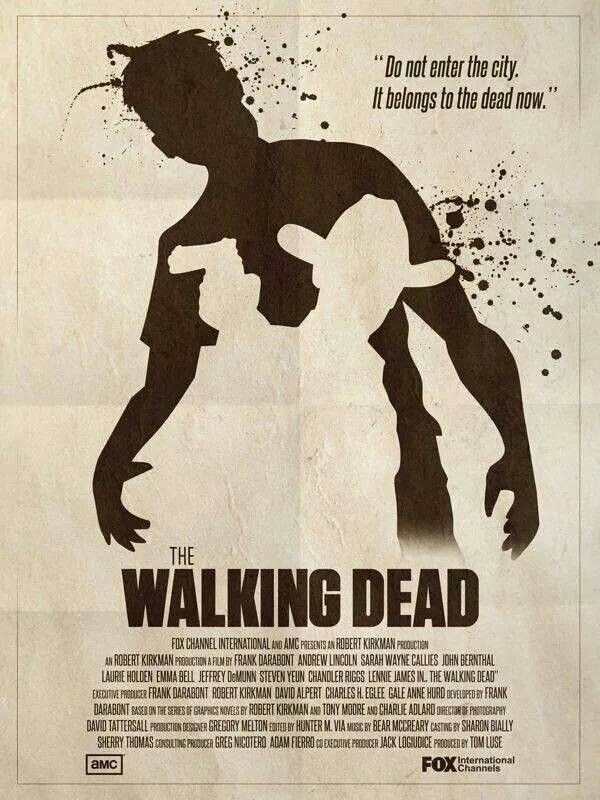 “Do not enter the city.
It belongs to the dead now.”
THE
WALKING DEAD
FOX CHANNEL INTERNATIONAL AND AMC PRESENTS AN ROBERT KIRKMAN PRODUCTION
AN ROBERT KIRKMAN PRODUCTION A FILM BY FRANK DARABONT ANDREW LINCOLN SARAH WAYNE CALLIES JOHN BERNTHAL
LAURIE HOLDEN EMMA BELL JEFFREY DeMUNN STEVEN YEUN CHANDLER RIGGS LENNIE JAMES IN.. THE WALKING DEAD"
EXECUTIVE PRODUCER FRANK DARABONT ROBERT KIRKMAN DAVID ALPERT CHARLES H. EGLEE GALE ANNE HURD DEVELOPED BY FRANK
DARABONT BASED ON THE SERIES OF GRAPHICS NOVELS BY ROBERT KIRKMAN AND TONY MOORE AND CHARLIE ADLARD DIRECTOR OF PHOTOGRAPHY
DAVID TATTERSALL PRODUCTION DESIGNER GREGORY MELTON EDITED BY HUNTER M. VIA MUSIC BY BEAR MCCREARY CASTING BY SHARON BIALLY
SHERRY THOMAS CONSULTING PRODUCER GREG NICOTERO ADAM FIERRO CO EXECUTIVE PRODUCER JACK LOGIUDICE PRODUCED BY TOM LUSE
amc
FOX International
Channels